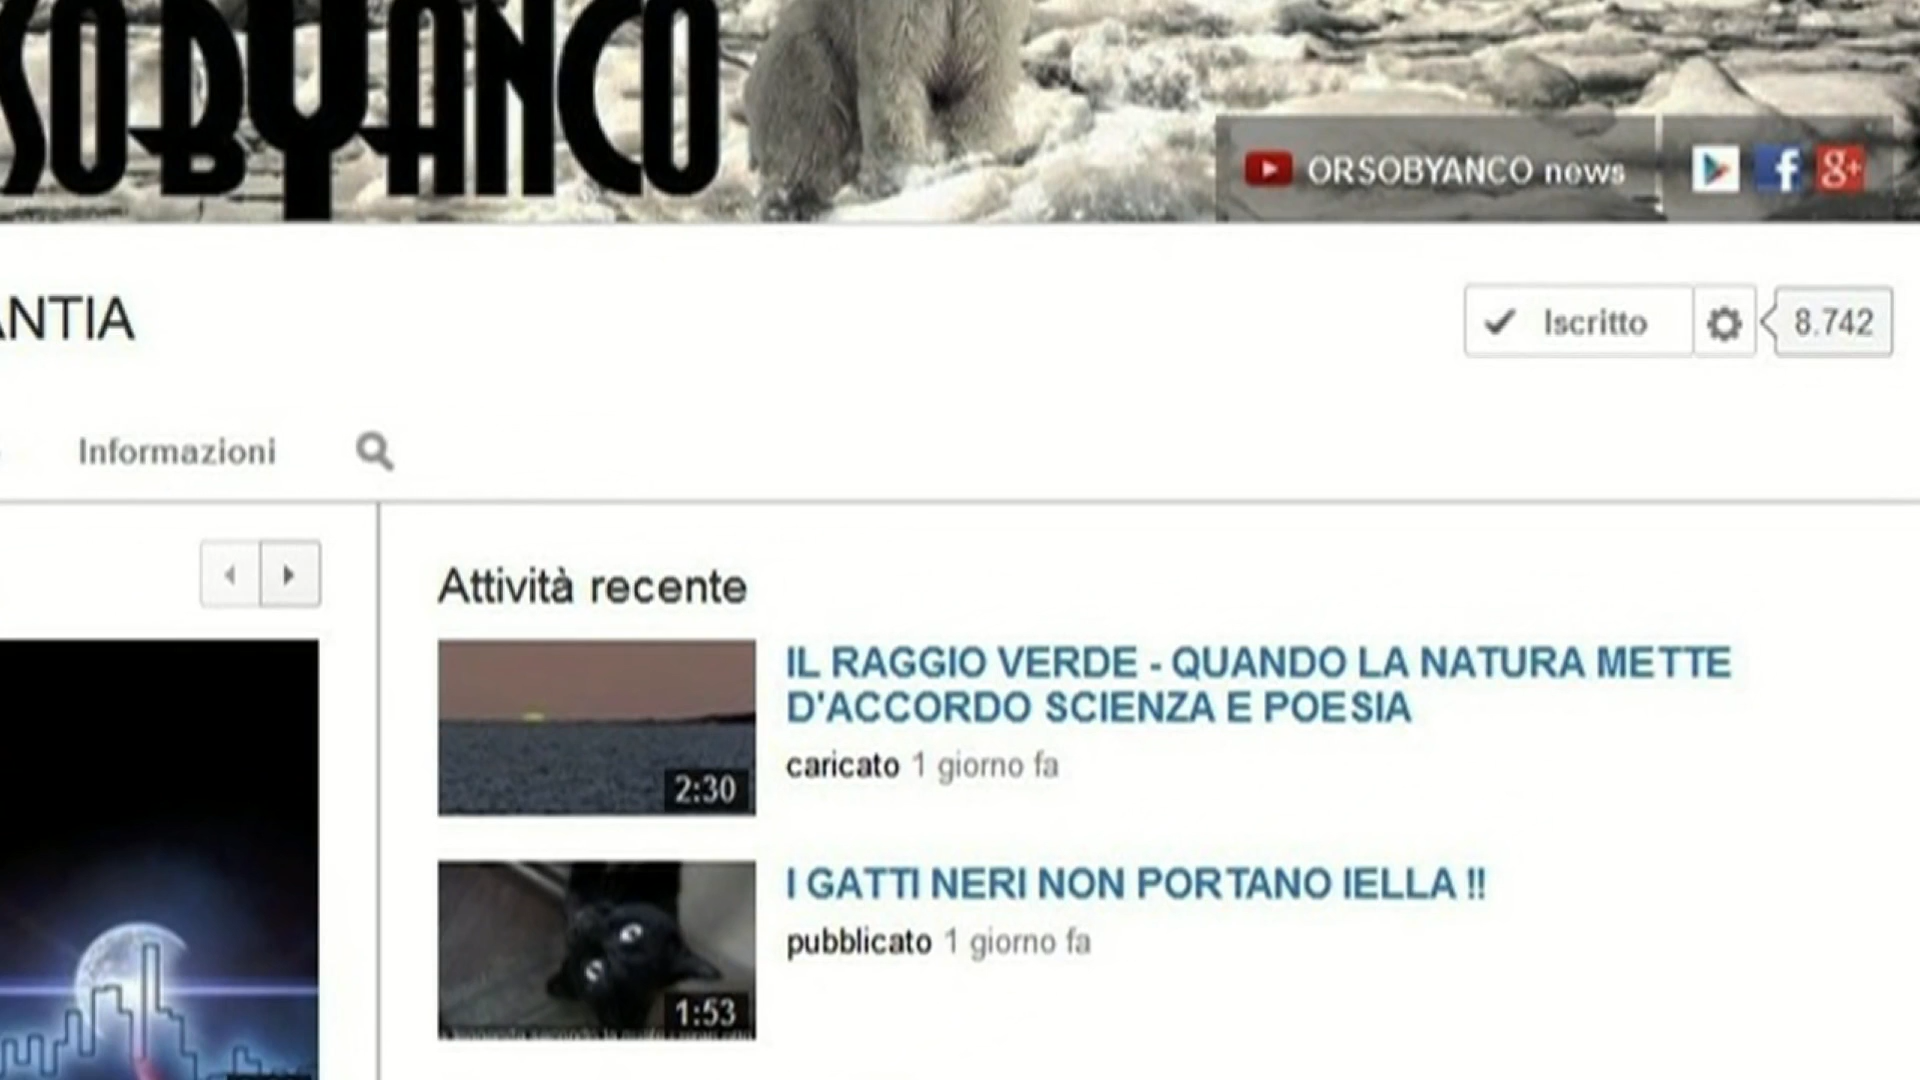 SOBYANCO
ORSOBYANCO news
ANTIA
Iscritto
8.742
Informazioni
Attività recente
IL RAGGIO VERDE - QUANDO LA NATURA METTE
D'ACCORDO SCIENZA E POESIA
caricato 1 giorno fa
2:30
I GATTI NERI NON PORTANO IELLA !!
pubblicato 1 giorno fa
1:53